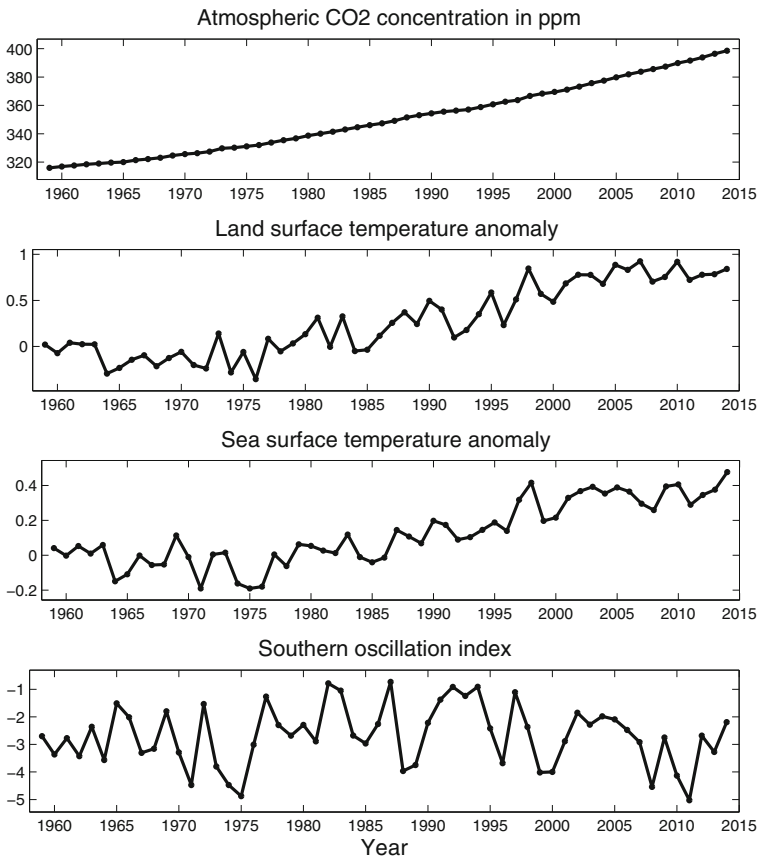 Atmospheric CO2 concentration in ppm
400
380
360
340
320
1960 1965 1970 1975 1980 1985 1990 1995 2000 2005 2010 2015
Land surface temperature anomaly
1
0.5
0
1960 1965 1970 1975 1980 1985 1990 1995 2000 2005 2010 2015
Sea surface temperature anomaly
0.4
0.2
0
−0.2
1960 1965 1970 1975 1980 1985 1990 1995 2000 2005 2010 2015
Southern oscillation index
−1
−2
−3
−4
−5
1960 1965 1970 1975 1980 1985 1990 1995 2000 2005 2010 2015
Year